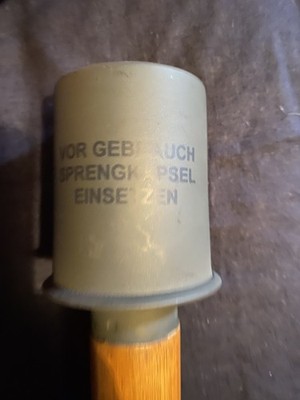 VOR GEBRAUCH
SPRENGKAPSEL
EINSETZEN